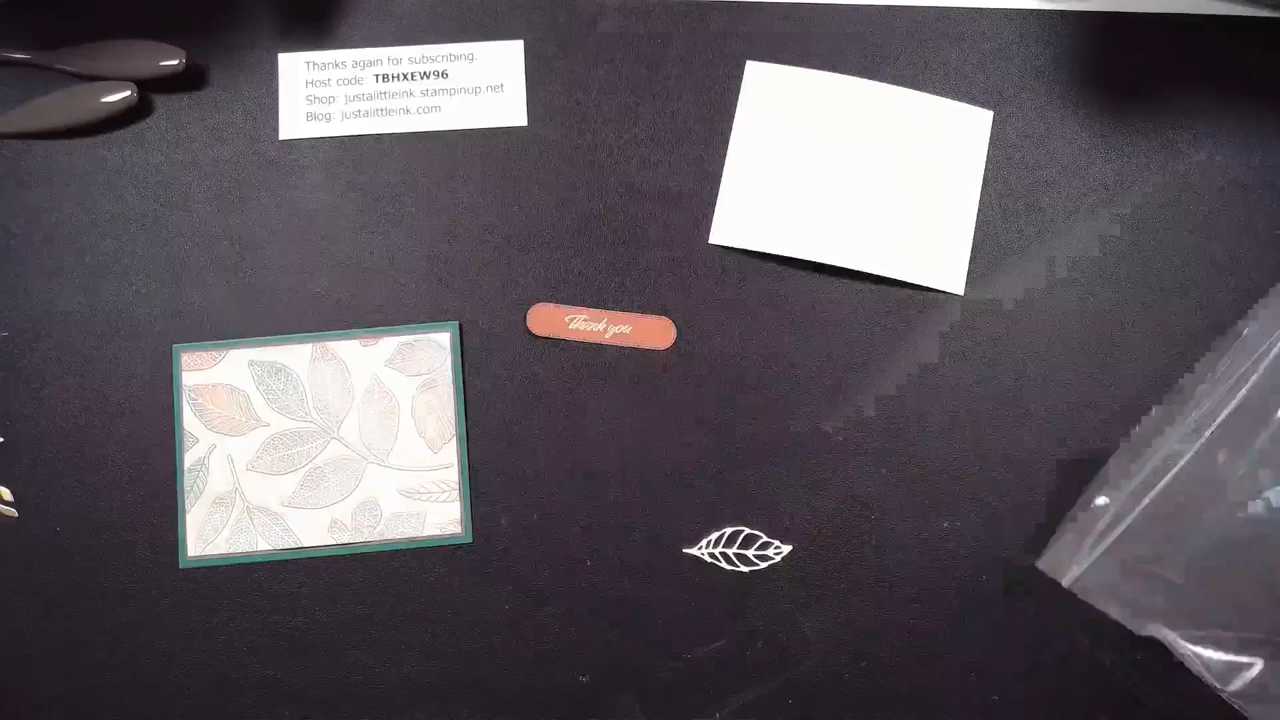 Thanks again for subscribing.
Host code: TBHXEW96
Shop: justalittleink.stampinup.net
Blog: justalittleink.com
Thank you